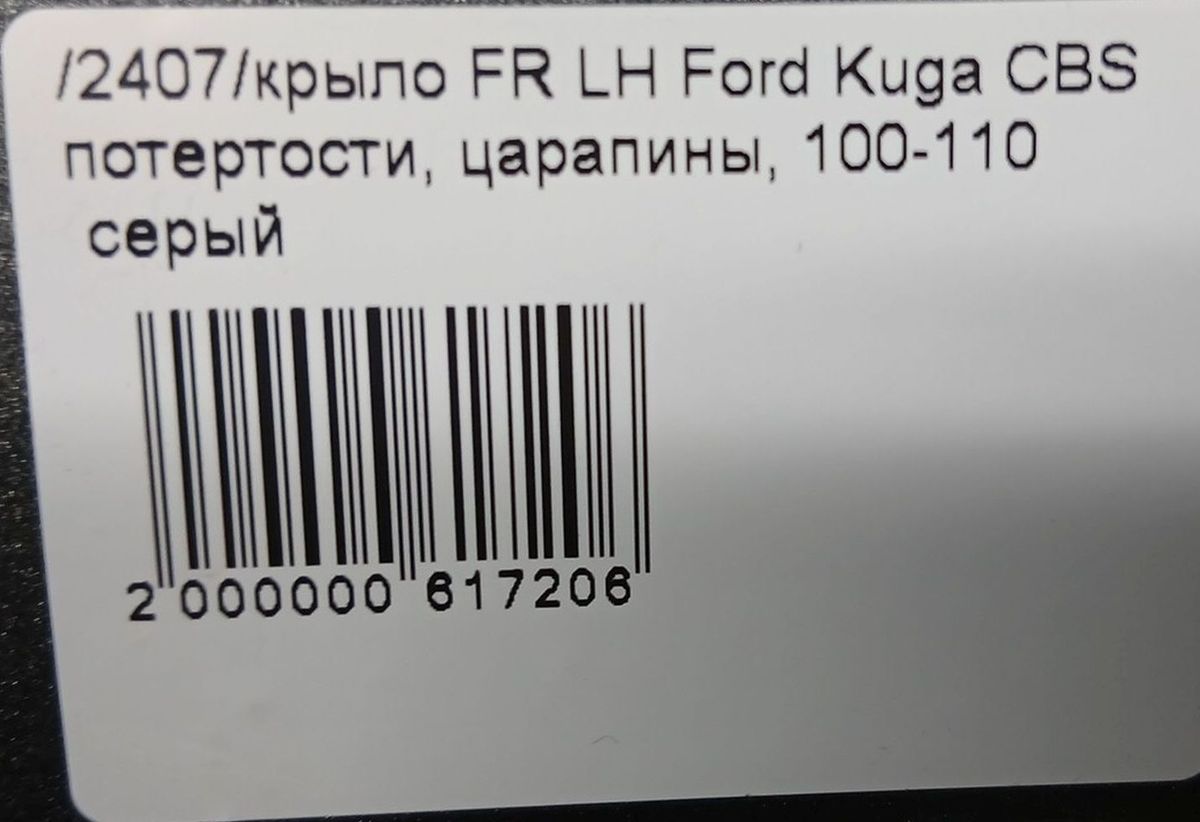 /2407/крыло FR LH Ford Kuga CBS
потертости, царапины, 100-110
серый
2 000000 617206